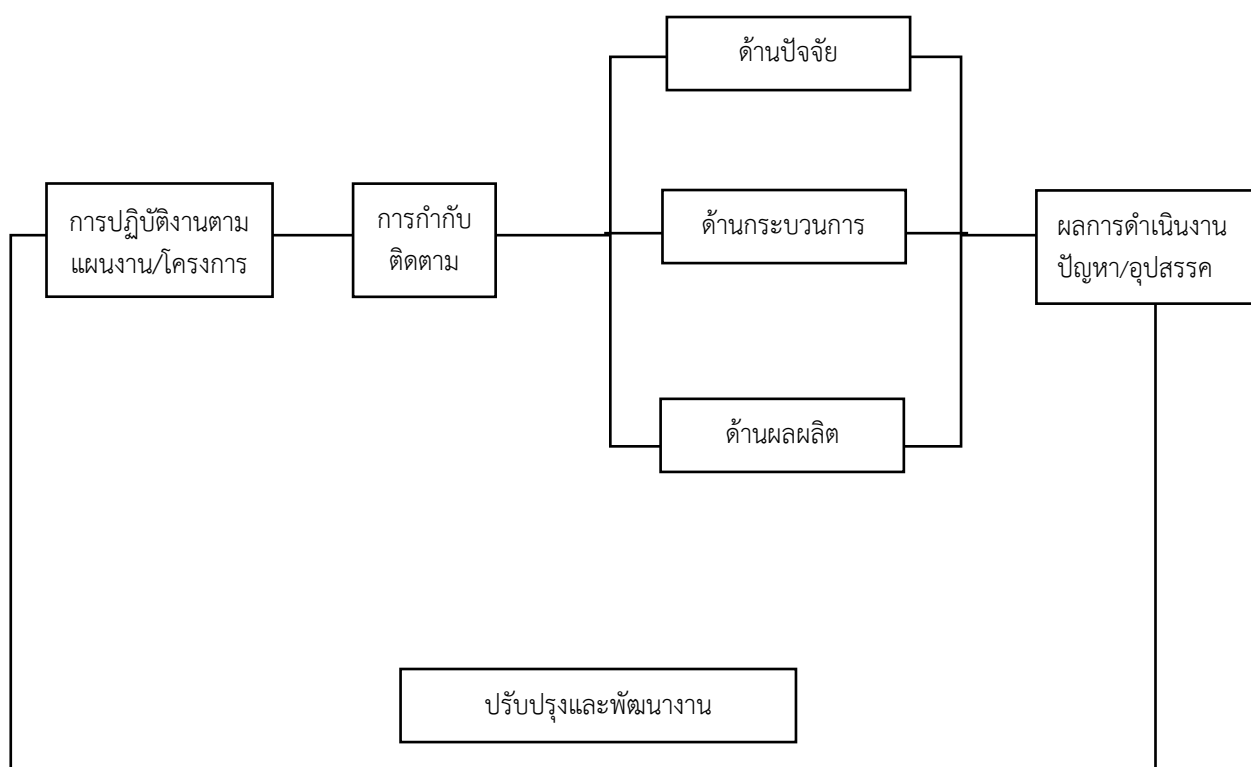 ด้านปัจจัย
การปฏิบัติงานตาม
แผนงาน/โครงการ
การกำกับ
ติดตาม
ด้านกระบวนการ
ผลการดำเนินงาน
ปัญหา/อุปสรรค
ด้านผลผลิต
ปรับปรุงและพัฒนางาน